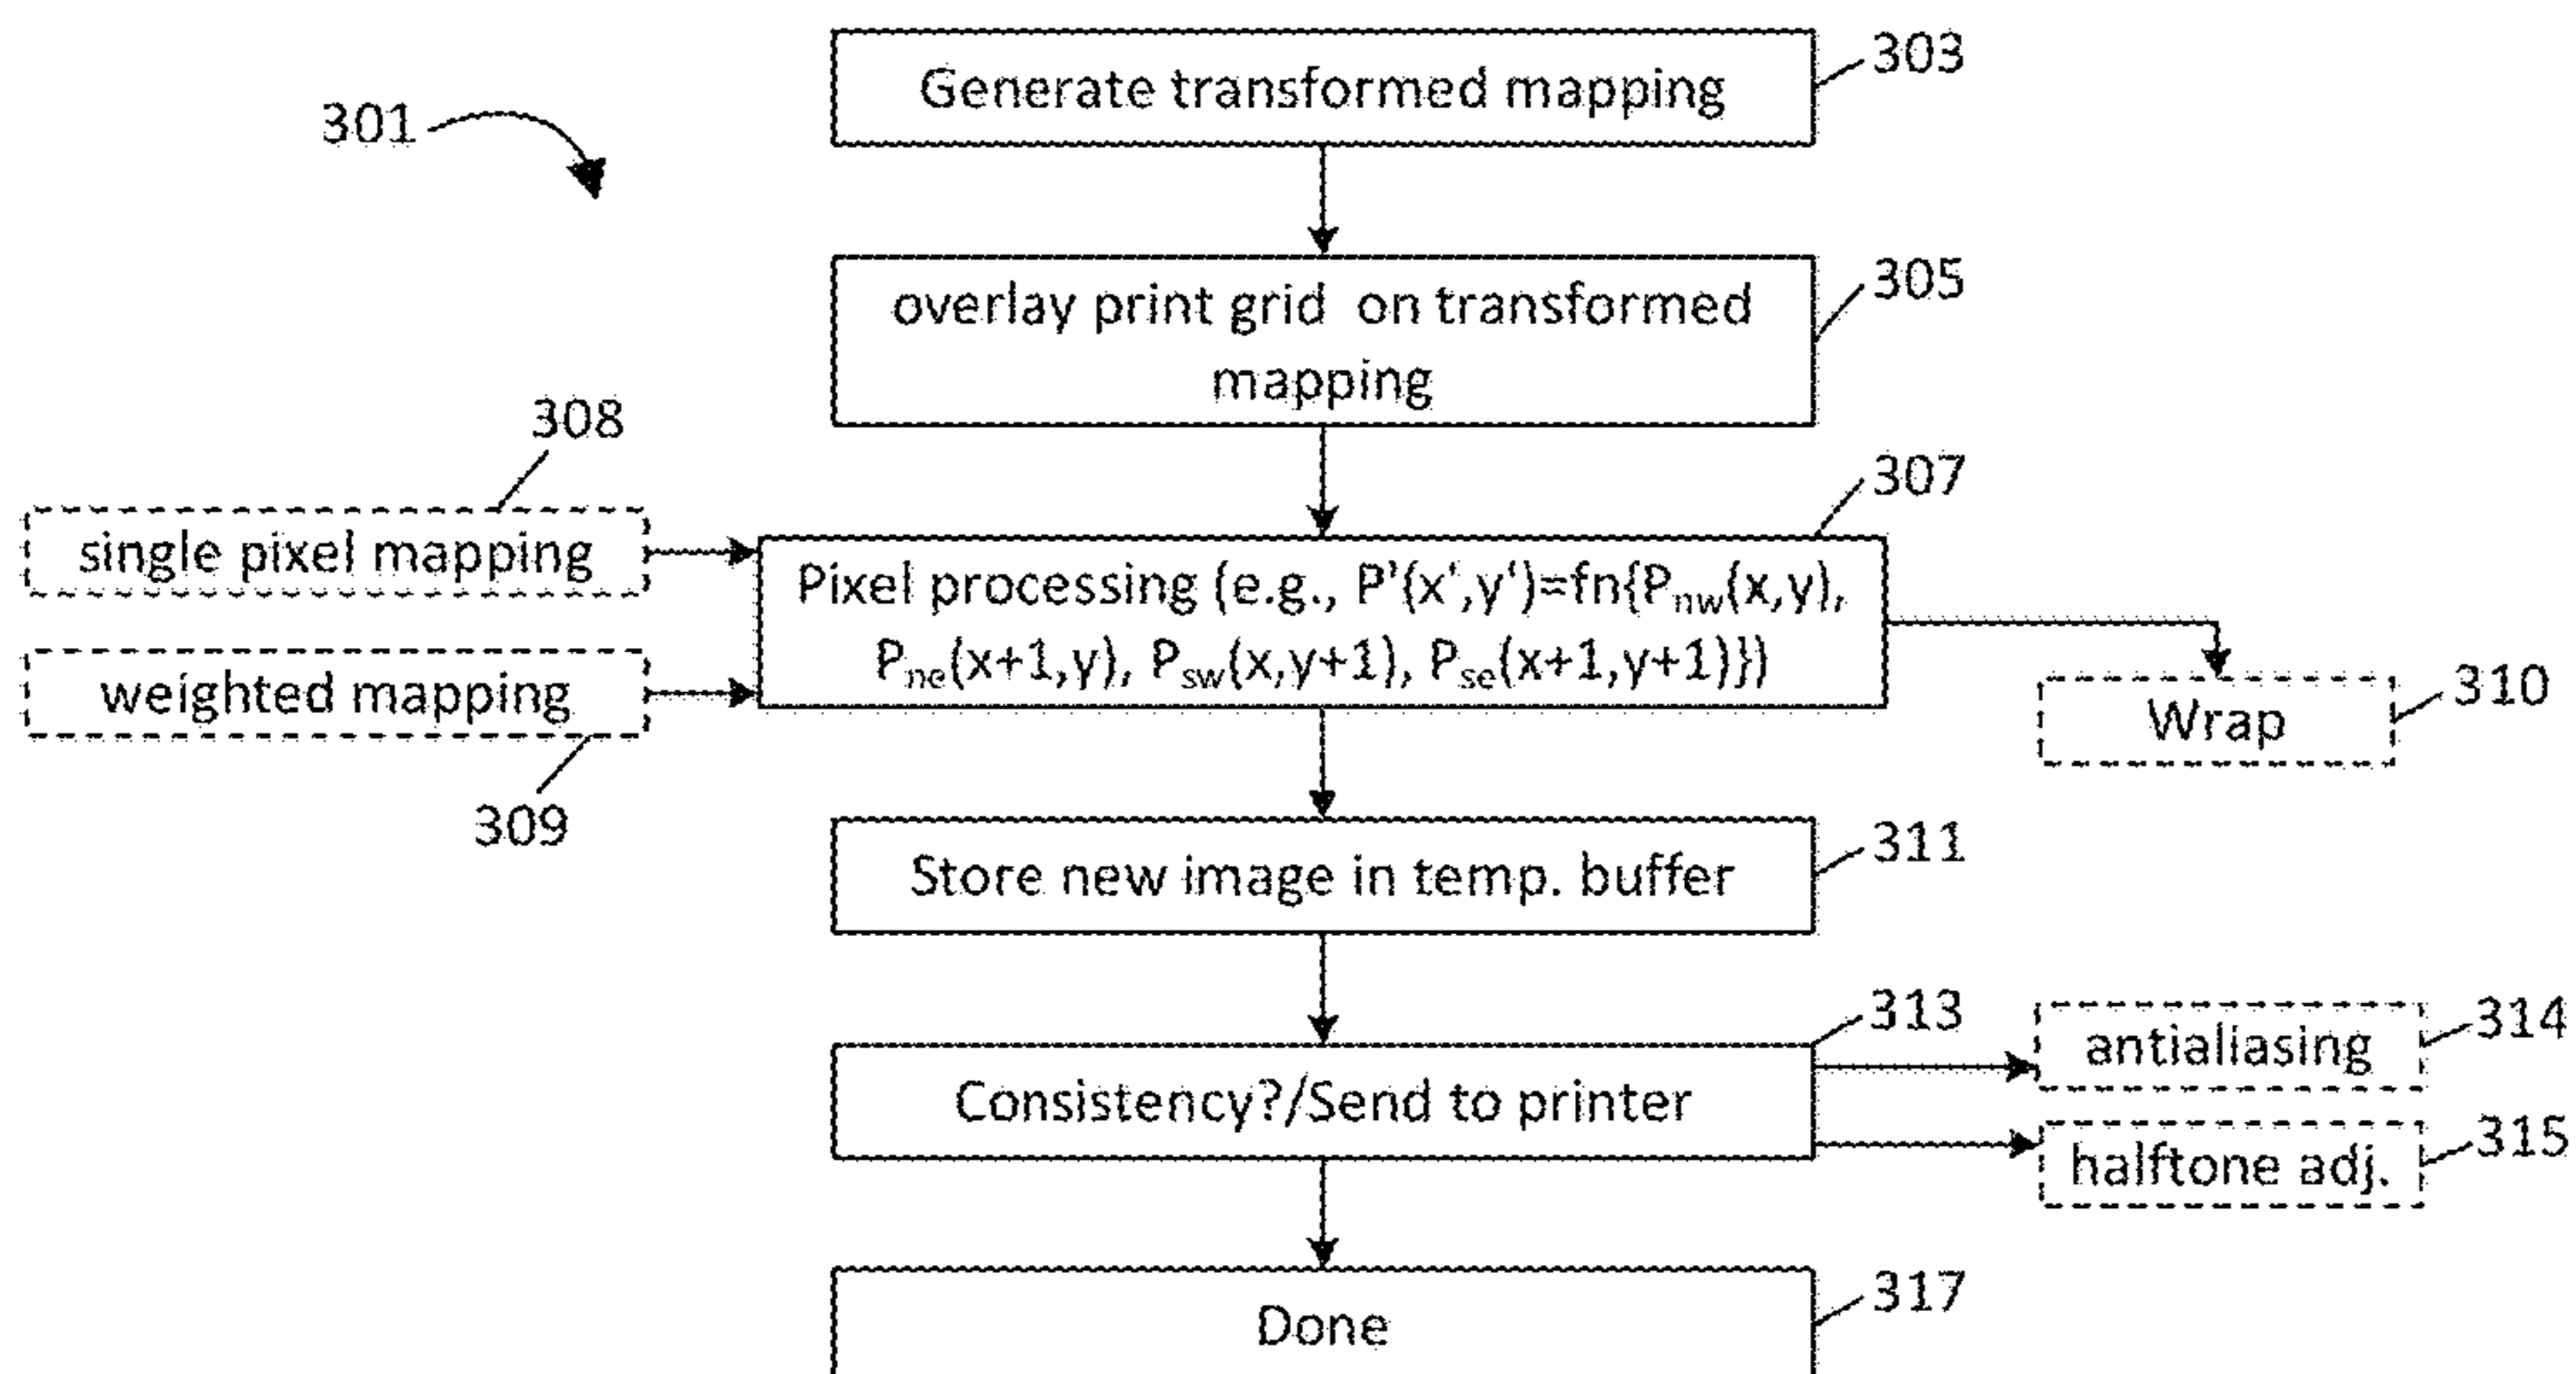 303
Generate transformed mapping
301
305
overlay print grid on transformed
mapping
308
307
single pixel mapping
Pixel processing (e.g., P'(x',y')=fn{Pnw(x,y),
Pne(x+1,y), Psw(x,y+1), Pse(x+1,y+1)})
weighted mapping
310
Wrap
309
311
Store new image in temp. buffer
313
314
antialiasing
Consistency?/Send to printer
315
halftone adj.
317
Done